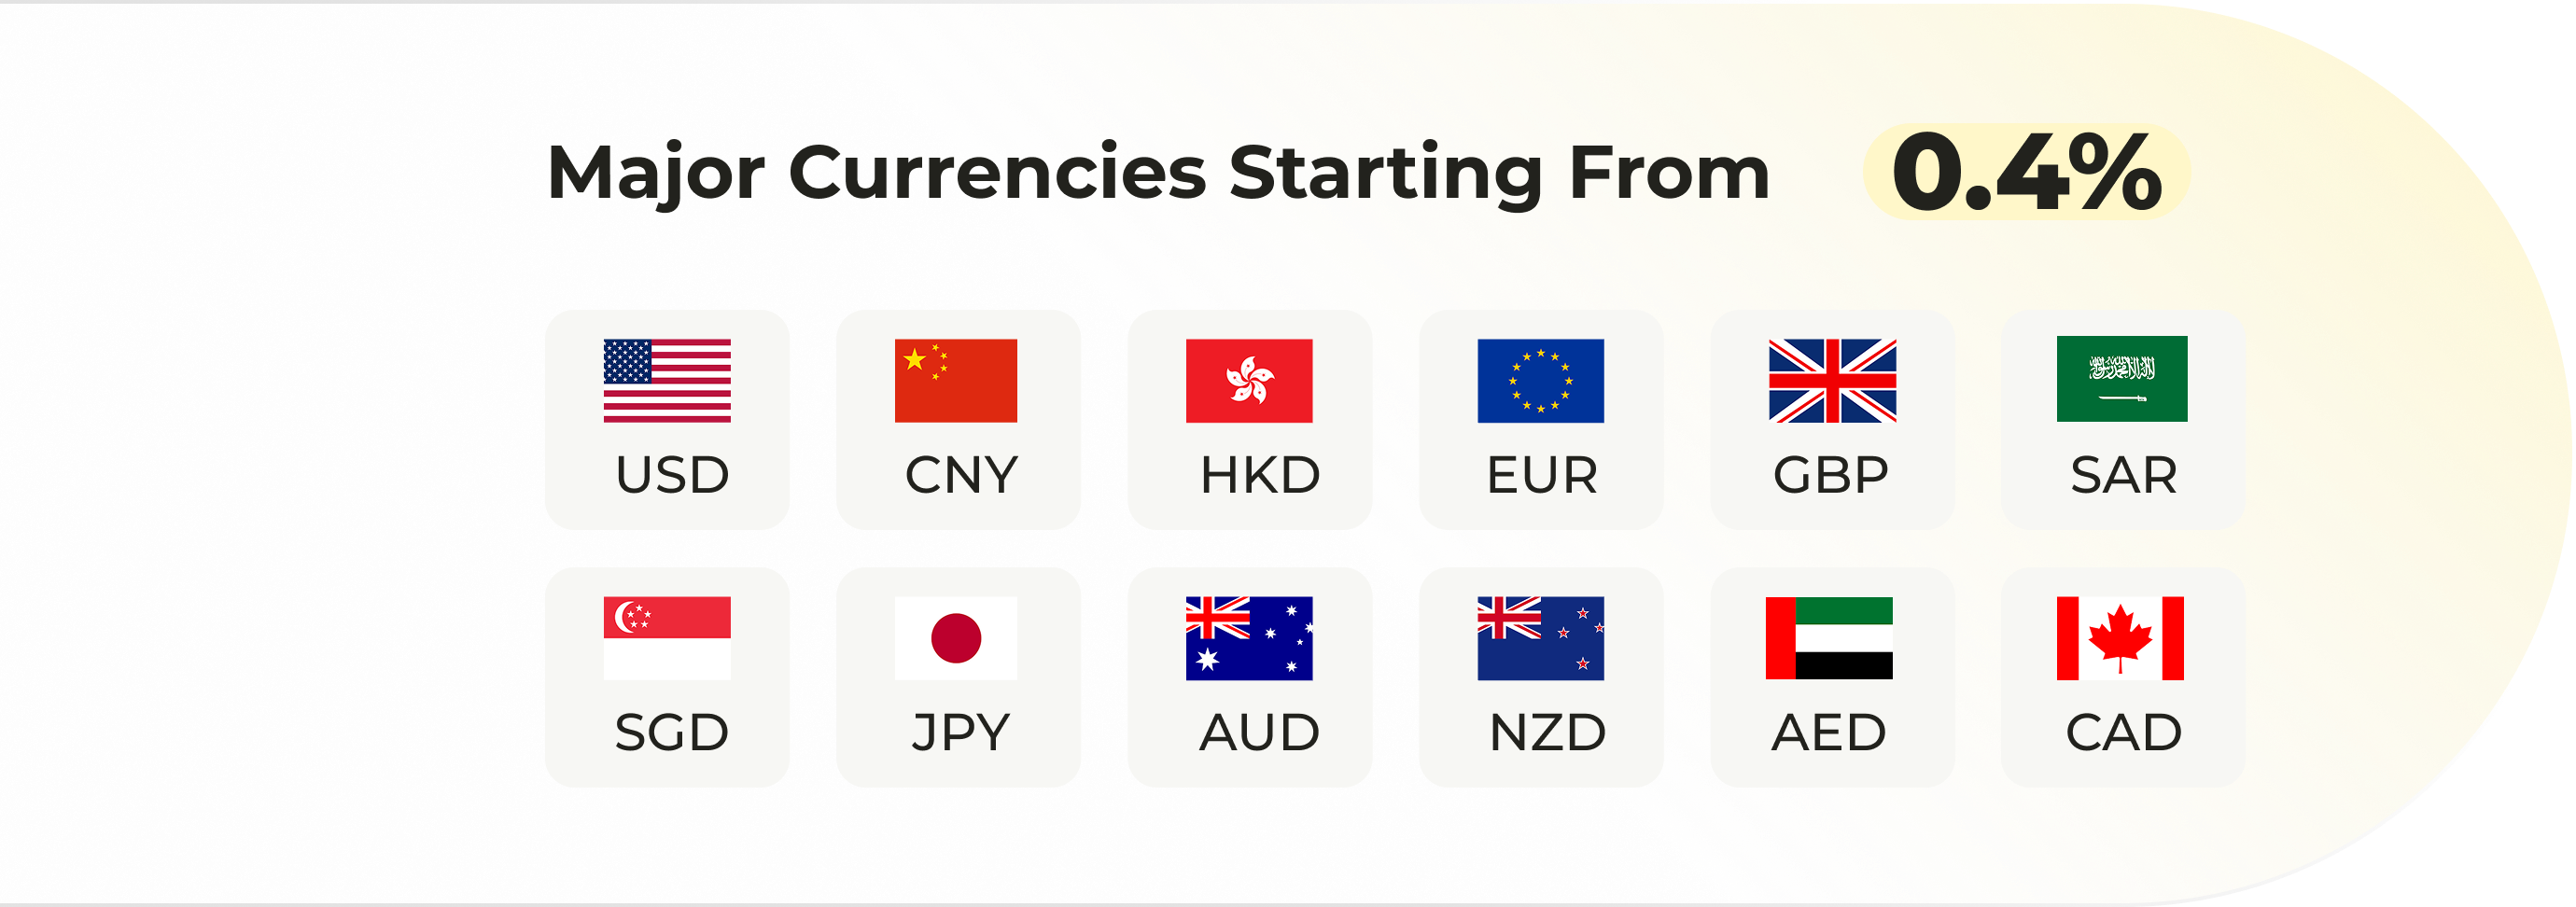 Major Currencies Starting From 0.4%
USD CNY HKD EUR GBP SAR
SGD JPY AUD NZD AED CAD